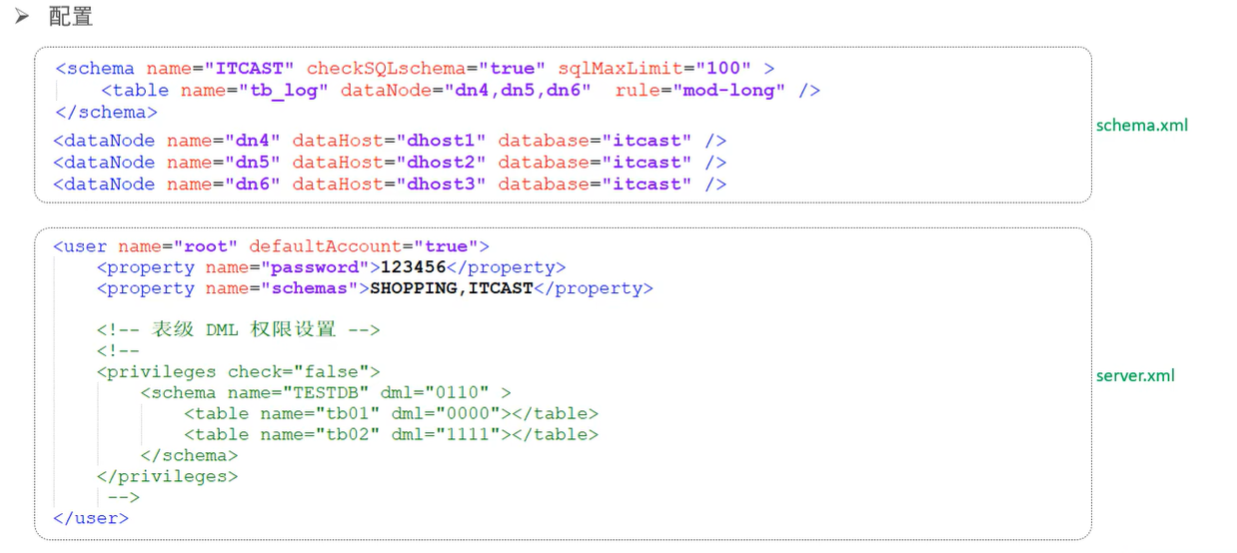 ➢ 配置
<schema name="ITCAST" checkSQLschema="true" sqlMaxLimit="100" >
    <table name="tb_log" dataNode="dn4,dn5,dn6"  rule="mod-long" />
</schema>
<dataNode name="dn4" dataHost="dhost1" database="itcast" />
<dataNode name="dn5" dataHost="dhost2" database="itcast" />
<dataNode name="dn6" dataHost="dhost3" database="itcast" />
schema.xml
<user name="root" defaultAccount="true">
    <property name="password">123456</property>
    <property name="schemas">SHOPPING,ITCAST</property>
    <!-- 表级 DML 权限设置 -->
    <!--
    <privileges check="false">
        <schema name="TESTDB" dml="0110" >
            <table name="tb01" dml="0000"></table>
            <table name="tb02" dml="1111"></table>
        </schema>
    </privileges>
     -->
</user>
server.xml